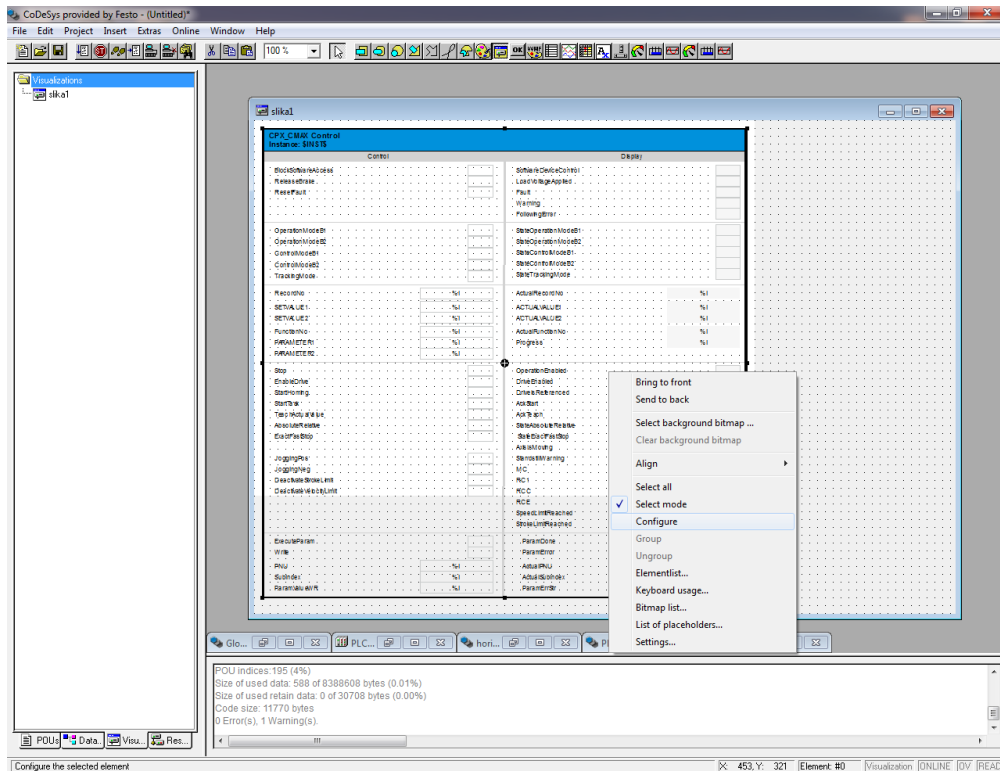 CoDeSys provided by Festo - (Untitled)*
File Edit Project Insert Extras Online Window Help
100 %
Visualizations
slika1
slika1
CPX_CMAX Control
Instance: $INST$
Control Display
BlockSoftwareAccess SoftwareDeviceControl
ReleaseBrake LoadVoltageApplied
ResetFault Fault
Warning
FollowingError
OperationModeB1 StateOperationModeB1
OperationModeB2 StateOperationModeB2
ControlModeB1 StateControlModeB1
ControlModeB2 StateControlModeB2
TrackingMode StateTrackingMode
RecordNo %i ActualRecordNo %i
SETVALUE1 %i ACTUALVALUE1 %i
SETVALUE2 %i ACTUALVALUE2 %i
FunctionNo %i ActualFunctionNo %i
PARAMETER1 %i Progress %i
PARAMETER2 %i
Stop OperationEnabled
EnableDrive DriveEnabled
StartHoming DriveIsReferenced
StartTask AckStart
TeachActualValue AckTeach
AbsoluteRelative StateAbsoluteRelative
ExactFastStop StateExactFastStop
AxisMoving
JoggingPos StandstillWarning
JoggingNeg MC
DeactivateStrokeLimit RC1
DeactivateVelocityLimit RCC
RCE
SpeedLimitReached
StrokeLimitReached
ExecuteParam ParamDone
Write ParamError
PNU %i ActualPNU
SubIndex %i ActualSubIndex
ParamValueWR %i ParamErrStr
Bring to front
Send to back
Select background bitmap ...
Clear background bitmap
Align
Select all
Select mode
Configure
Group
Ungroup
Elementlist...
Keyboard usage...
Bitmap list...
List of placeholders...
Settings...
Glo... PLC... hori...
POU indices:195 (4%)
Size of used data: 588 of 8388608 bytes (0.01%)
Size of used retain data: 0 of 30708 bytes (0.00%)
Code size: 11770 bytes
0 Error(s), 1 Warning(s).
POUs Data.. Visu... Res...
Configure the selected element X: 453, Y: 321 Element: #0 Visualization ONLINE OV READ